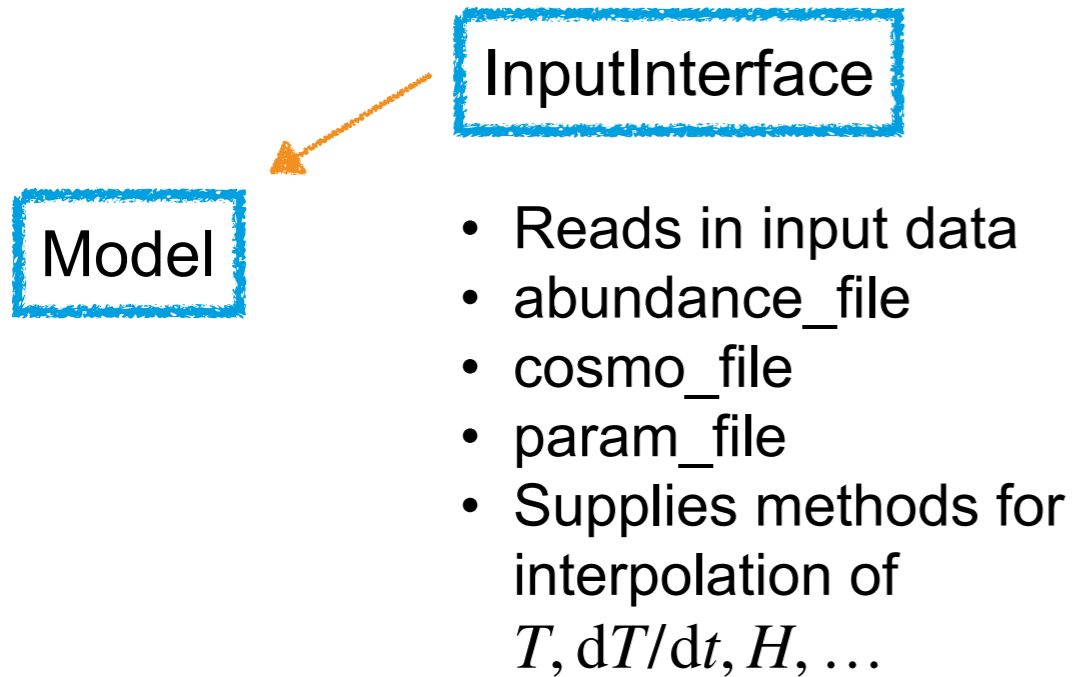 InputInterface
Model
• Reads in input data
• abundance_file
• cosmo_file
• param_file
• Supplies methods for
interpolation of
T, dT/dt, H, …